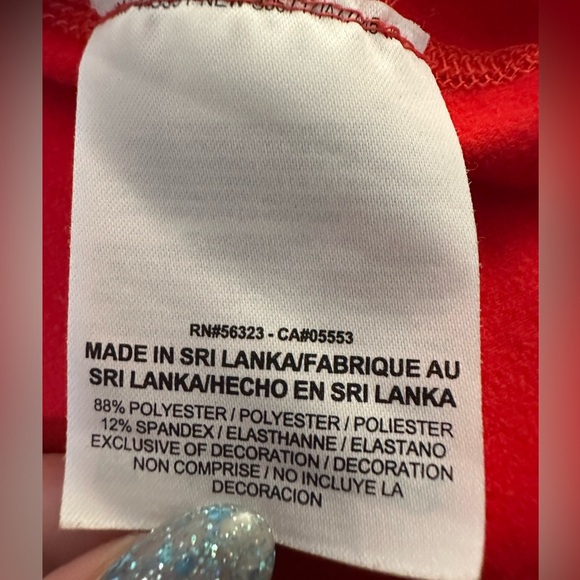 RN#56323 - CA#05553
MADE IN SRI LANKA/FABRIQUE AU
SRI LANKA/HECHO EN SRI LANKA
88% POLYESTER / POLYESTER / POLIESTER
12% SPANDEX / ELASTHANNE / ELASTANO
EXCLUSIVE OF DECORATION / DECORATION
NON COMPRISE / NO INCLUYE LA
DECORACION